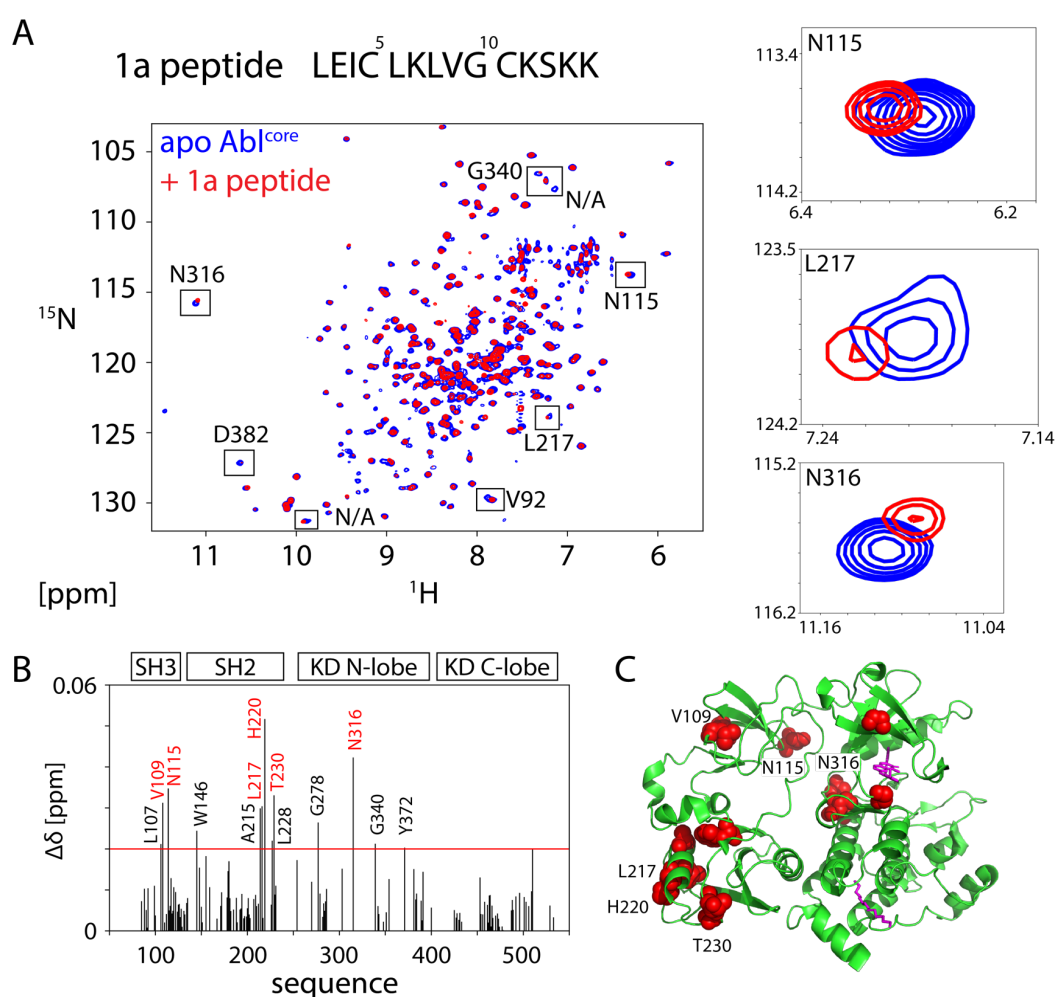 A
5 10
1a peptide LEIC LKLVG CKSKK
apo Ablcore
+ 1a peptide
G340
N/A
N316
N115
D382
L217
V92
N/A
105
110
115
120
125
130
15N
11 10 9 8 7 6
[ppm]
1H
N115
113.4
114.2
6.4 6.2
L217
123.5
124.2
7.24 7.14
N316
115.2
116.2
11.16 11.04
B
SH3 SH2 KD N-lobe KD C-lobe
0.06
0
Δδ [ppm]
L107
V109
N115
W146
A215
L217
H220
L228
T230
G278
N316
G340
Y372
100 200 300 400 500
sequence
C
V109
N115
N316
L217
H220
T230